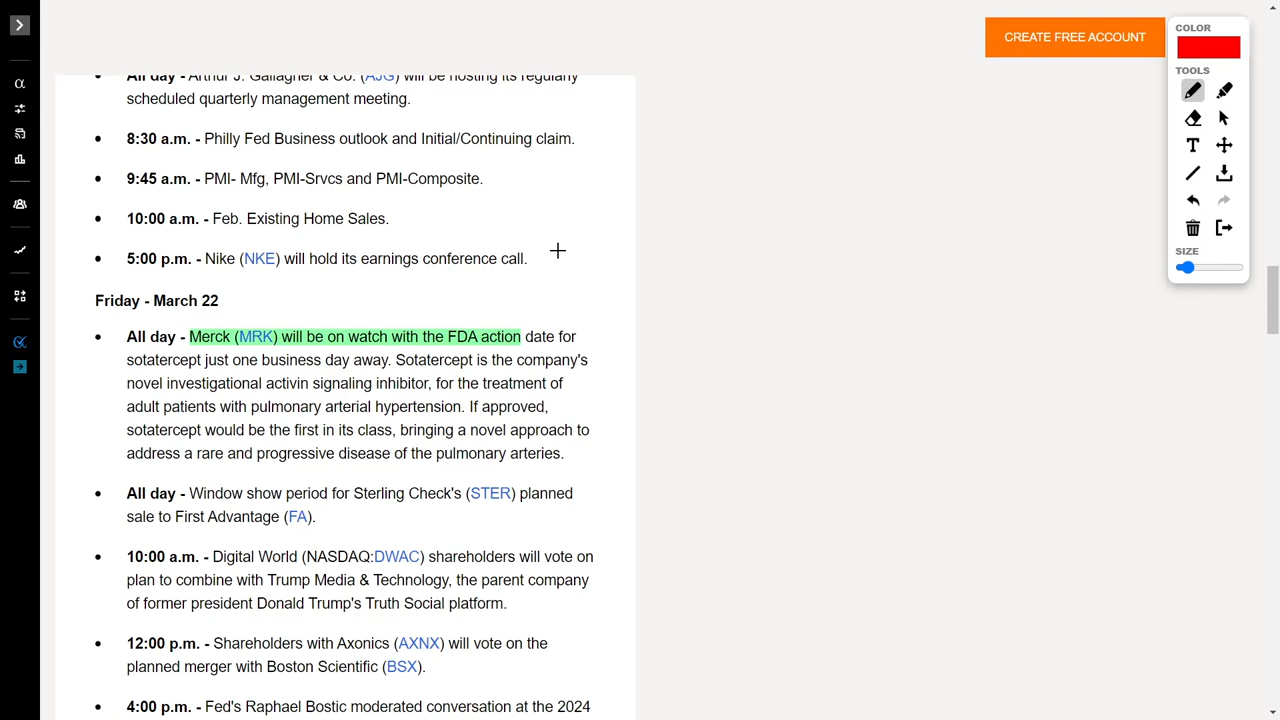 CREATE FREE ACCOUNT
COLOR
TOOLS
SIZE
All day - Arthur J. Gallagher & Co. (AJG) will be hosting its regularly
scheduled quarterly management meeting.
8:30 a.m. - Philly Fed Business outlook and Initial/Continuing claim.
9:45 a.m. - PMI- Mfg, PMI-Srvcs and PMI-Composite.
10:00 a.m. - Feb. Existing Home Sales.
5:00 p.m. - Nike (NKE) will hold its earnings conference call.
Friday - March 22
All day - Merck (MRK) will be on watch with the FDA action date for
sotatercept just one business day away. Sotatercept is the company's
novel investigational activin signaling inhibitor, for the treatment of
adult patients with pulmonary arterial hypertension. If approved,
sotatercept would be the first in its class, bringing a novel approach to
address a rare and progressive disease of the pulmonary arteries.
All day - Window show period for Sterling Check's (STER) planned
sale to First Advantage (FA).
10:00 a.m. - Digital World (NASDAQ:DWAC) shareholders will vote on
plan to combine with Trump Media & Technology, the parent company
of former president Donald Trump's Truth Social platform.
12:00 p.m. - Shareholders with Axonics (AXNX) will vote on the
planned merger with Boston Scientific (BSX).
4:00 p.m. - Fed's Raphael Bostic moderated conversation at the 2024